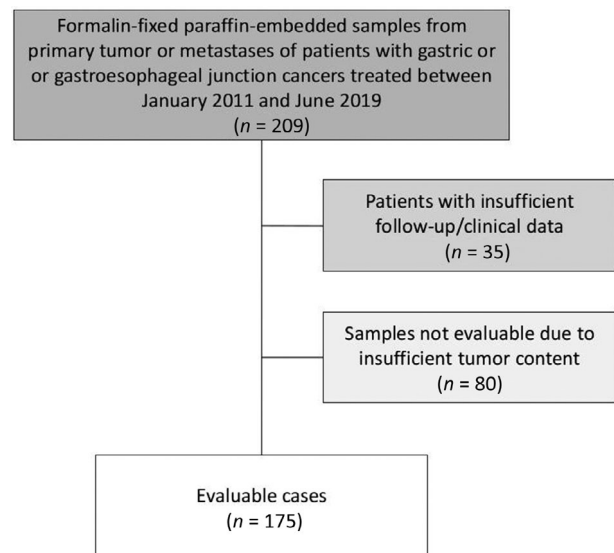 Formalin-fixed paraffin-embedded samples from
primary tumor or metastases of patients with gastric or
or gastroesophageal junction cancers treated between
January 2011 and June 2019
(n = 209)
Patients with insufficient
follow-up/clinical data
(n = 35)
Samples not evaluable due to
insufficient tumor content
(n = 80)
Evaluable cases
(n = 175)